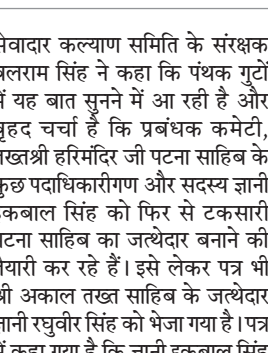 सेवादार कल्याण समिति के संरक्षक
बलराम सिंह ने कहा कि पंथक गुटों
में यह बात सुनने में आ रही है और
वृहद चर्चा है कि प्रबंधक कमेटी,
तख्तश्री हरिमंदिर जी पटना साहिब के
कुछ पदाधिकारीगण और सदस्य ज्ञानी
इकबाल सिंह को फिर से टकसारी
पटना साहिब का जत्थेदार बनाने की
तैयारी कर रहे हैं। इसे लेकर पत्र भी
श्री अकाल तख्त साहिब के जत्थेदार
ज्ञानी रघुवीर सिंह को भेजा गया है। पत्र
में कहा गया है कि ज्ञानी इकबाल सिंह